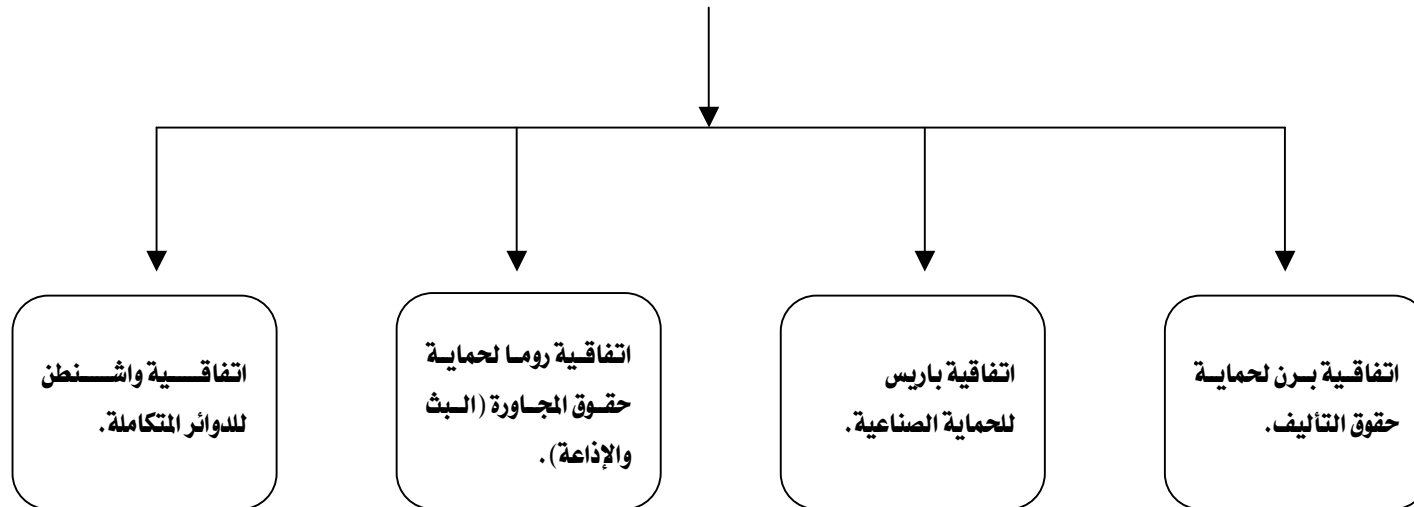 اتفاقية برن لحماية
حقوق التأليف.
اتفاقية باريس
للحماية الصناعية.
اتفاقية روما لحماية
حقوق المجاورة (البث
والإذاعة).
اتفاقية واشنطن
للدوائر المتكاملة.